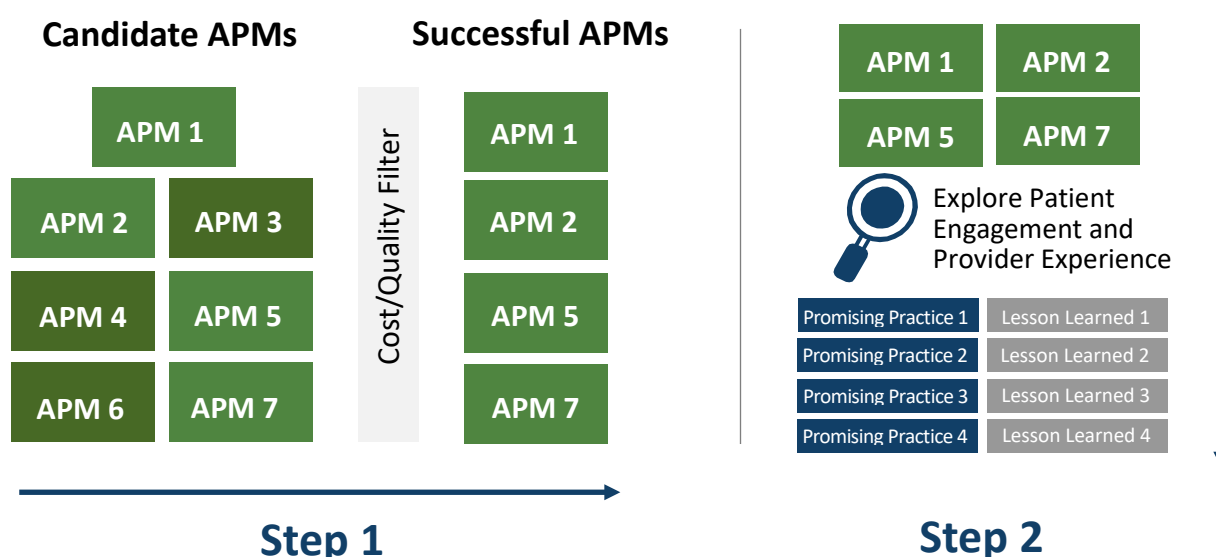 Candidate APMs
APM 1
APM 2
APM 3
APM 4
APM 5
APM 6
APM 7
Cost/Quality Filter
Successful APMs
APM 1
APM 2
APM 5
APM 7
Step 1
APM 1
APM 2
APM 5
APM 7
Explore Patient
Engagement and
Provider Experience
Promising Practice 1
Lesson Learned 1
Promising Practice 2
Lesson Learned 2
Promising Practice 3
Lesson Learned 3
Promising Practice 4
Lesson Learned 4
Step 2